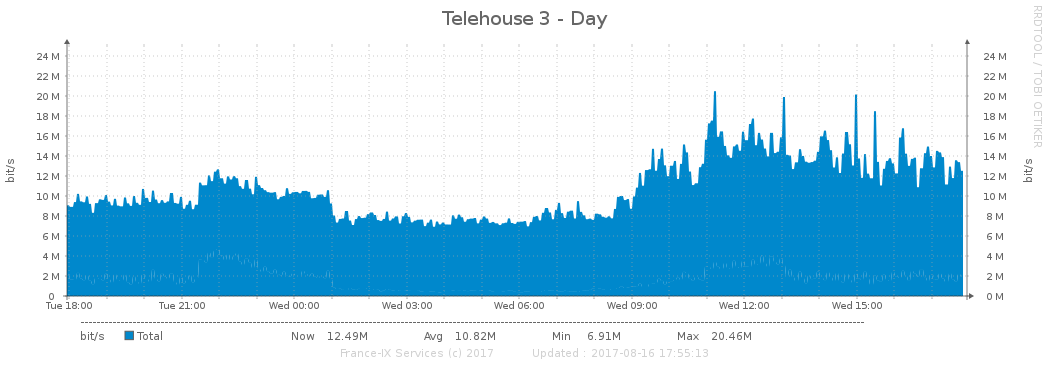 Telehouse 3 - Day
RRDTOOL / TOBI OETIKER
bit/s
24 M 24 M
22 M 22 M
20 M 20 M
18 M 18 M
16 M 16 M
14 M 14 M
12 M 12 M
10 M 10 M
8 M 8 M
6 M 6 M
4 M 4 M
2 M 2 M
0 0 M
bit/s
Tue 18:00 Tue 21:00 Wed 00:00 Wed 03:00 Wed 06:00 Wed 09:00 Wed 12:00 Wed 15:00
bit/s Total Now 12.49M Avg 10.82M Min 6.91M Max 20.46M
France-IX Services (c) 2017 Updated : 2017-08-16 17:55:13